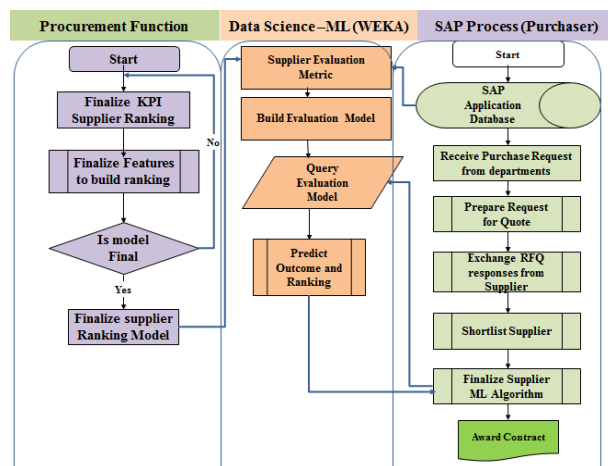 Procurement Function
Data Science –ML (WEKA)
SAP Process (Purchaser)
Start
Finalize KPI
Supplier Ranking
No
Finalize Features
to build ranking
Is model
Final
Yes
Finalize supplier
Ranking Model
Supplier Evaluation
Metric
Build Evaluation Model
Query
Evaluation
Model
Predict
Outcome and
Ranking
Start
SAP
Application
Database
Receive Purchase Request
from departments
Prepare Request
for Quote
Exchange RFQ
responses from
Supplier
Shortlist Supplier
Finalize Supplier
ML Algorithm
Award Contract